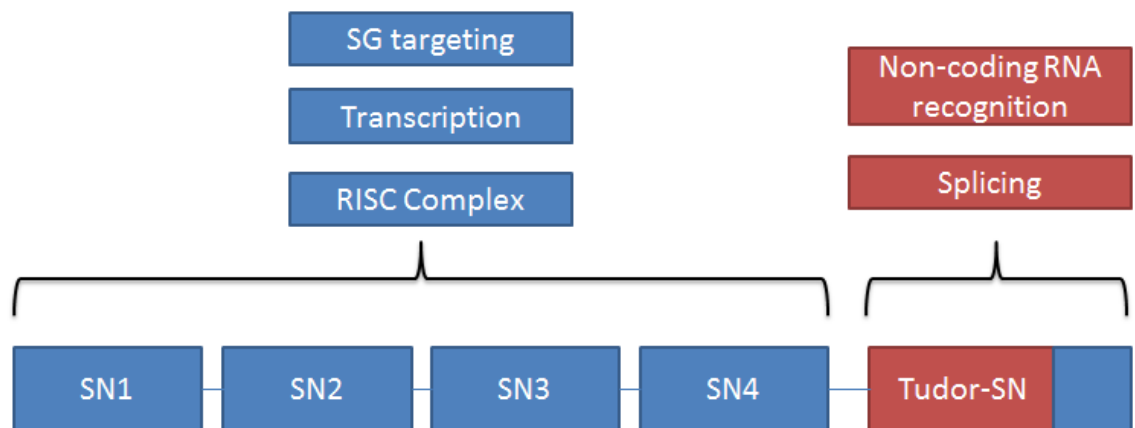 SG targeting
Transcription
RISC Complex
Non-coding RNA
recognition
Splicing
SN1
SN2
SN3
SN4
Tudor-SN